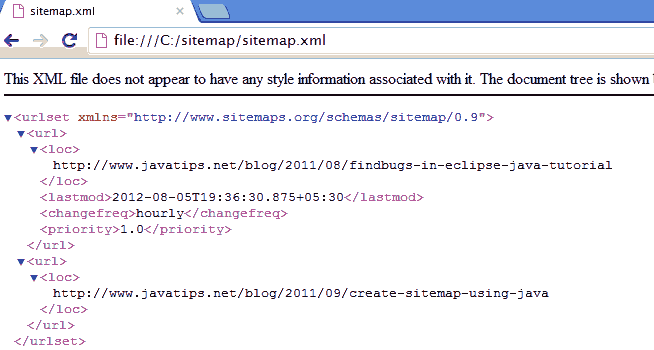 sitemap.xml
file:///C:/sitemap/sitemap.xml
This XML file does not appear to have any style information associated with it. The document tree is shown
<urlset xmlns="http://www.sitemaps.org/schemas/sitemap/0.9">
<url>
<loc>
http://www.javatips.net/blog/2011/08/findbugs-in-eclipse-java-tutorial
</loc>
<lastmod>2012-08-05T19:36:30.875+05:30</lastmod>
<changefreq>hourly</changefreq>
<priority>1.0</priority>
</url>
<url>
<loc>
http://www.javatips.net/blog/2011/09/create-sitemap-using-java
</loc>
</url>
</urlset>